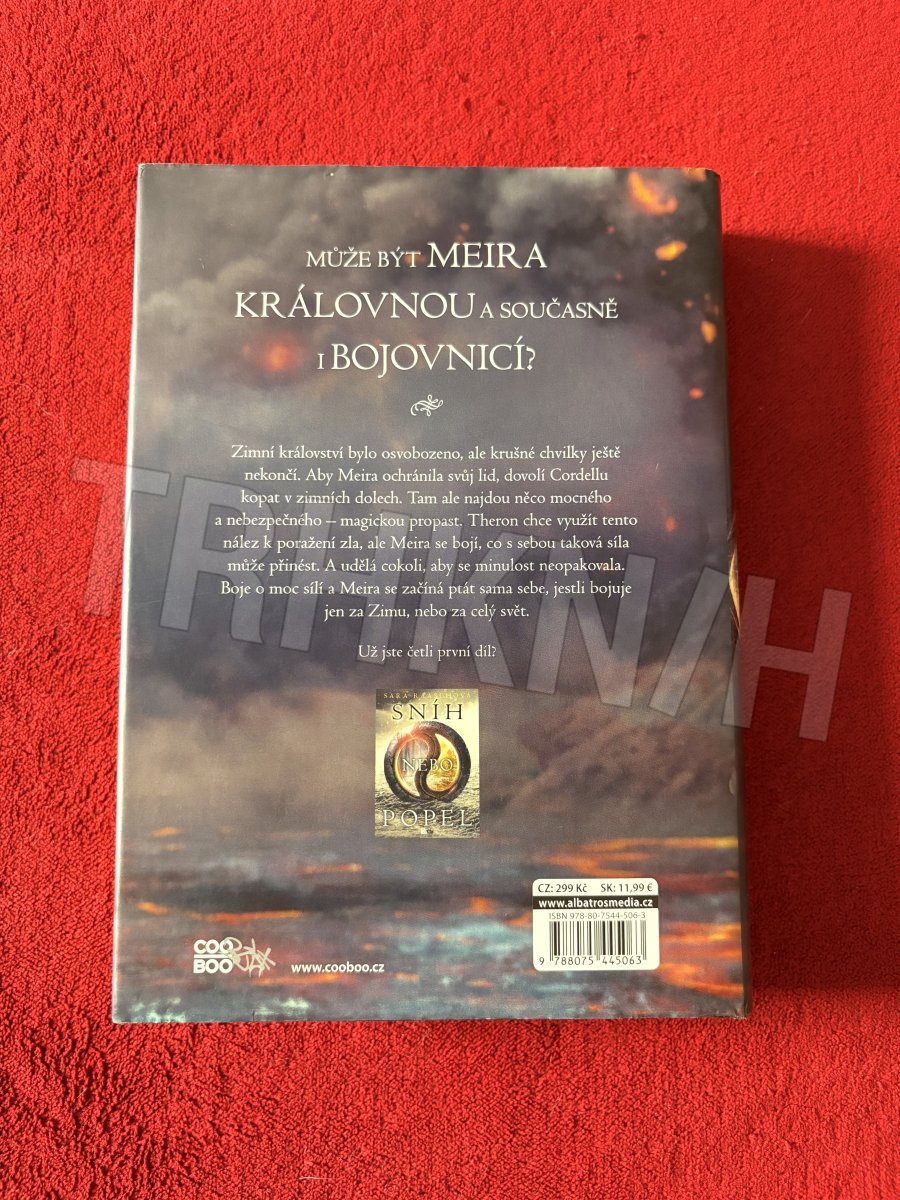 MŮŽE BÝT MEIRA
KRÁLOVNOU A SOUČASNĚ
I BOJOVNICÍ?
Zimní království bylo osvobozeno, ale krušné chvilky ještě
nekončí. Aby Meira ochránila svůj lid, dovolí Cordellu
kopat v zimních dolech. Tam ale najdou něco mocného
a nebezpečného – magickou propast. Theron chce využít tento
nález k poražení zla, ale Meira se bojí, co s sebou taková síla
může přinést. A udělá cokoli, aby se minulost neopakovala.
Boje o moc sílí a Meira se začíná ptát sama sebe, jestli bojuje
jen za Zimu, nebo za celý svět.
TRHKNIH
Už jste četli první díl?
SARA RAASCHOVÁ
SNÍH
NEBO
POPEL
CZ: 299 Kč SK: 11,99 €
www.albatrosmedia.cz
ISBN 978-80-7544-506-3
9 788075 445063
COO
BOO
www.cooboo.cz